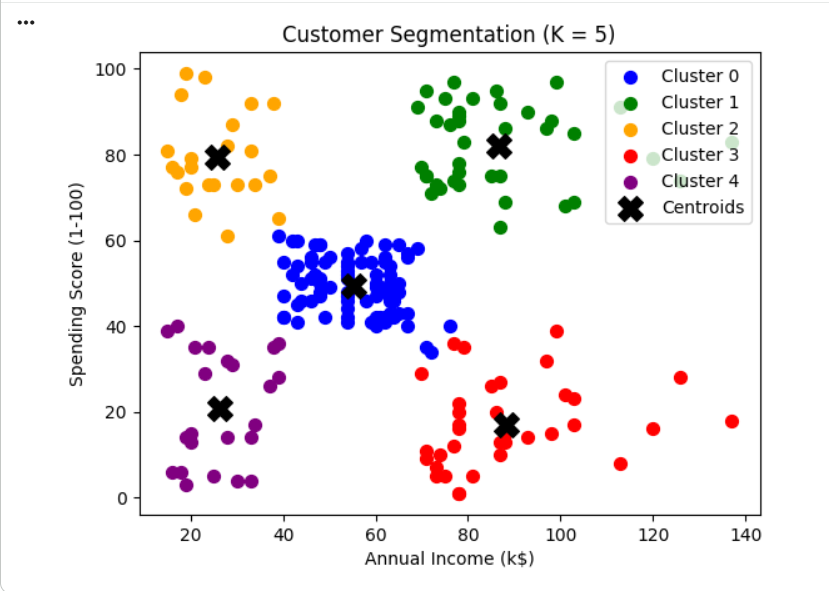 ...
Customer Segmentation (K = 5)
100
80
60
40
20
0
Spending Score (1-100)
20 40 60 80 100 120 140
Annual Income (k$)
Cluster 0
Cluster 1
Cluster 2
Cluster 3
Cluster 4
Centroids